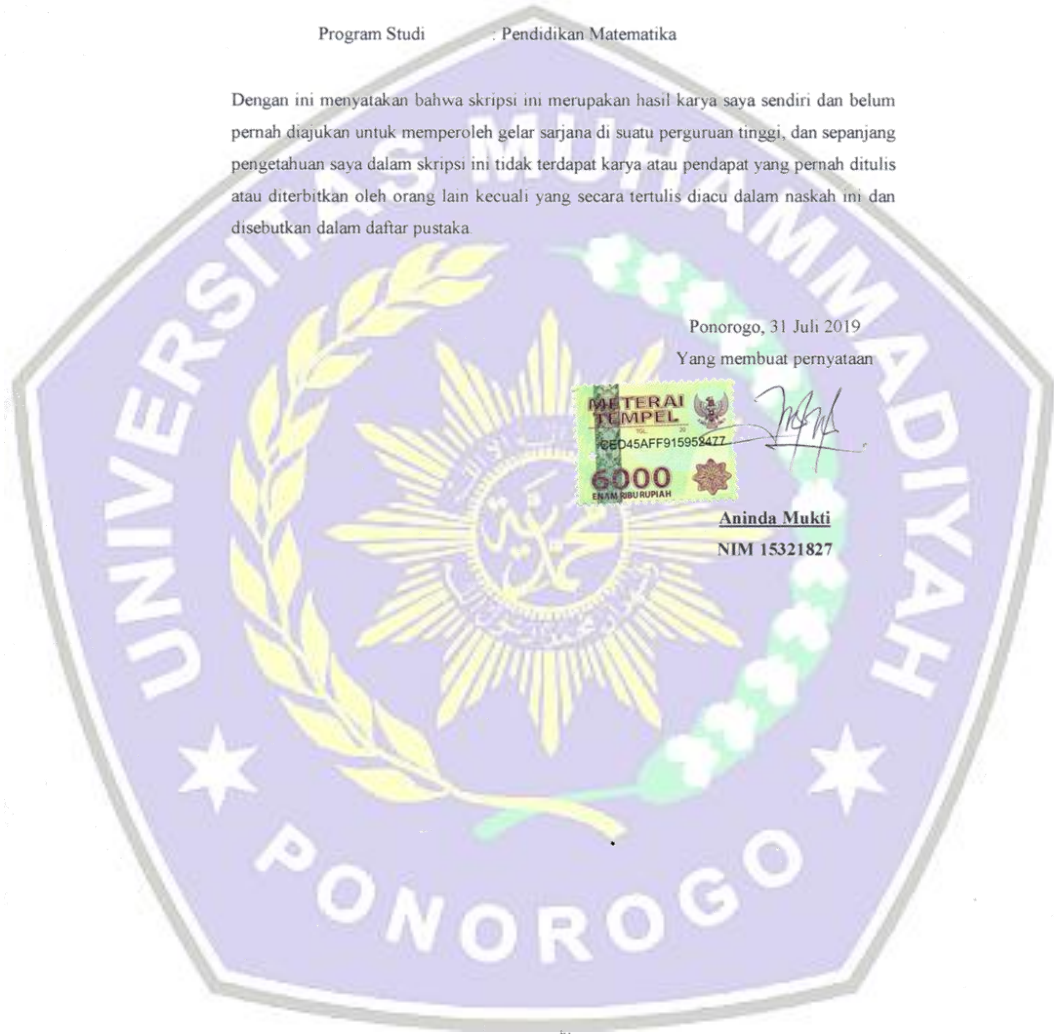 Program Studi : Pendidikan Matematika
Dengan ini menyatakan bahwa skripsi ini merupakan hasil karya saya sendiri dan belum
pernah diajukan untuk memperoleh gelar sarjana di suatu perguruan tinggi, dan sepanjang
pengetahuan saya dalam skripsi ini tidak terdapat karya atau pendapat yang pernah ditulis
atau diterbitkan oleh orang lain kecuali yang secara tertulis diacu dalam naskah ini dan
disebutkan dalam daftar pustaka.
Ponorogo, 31 Juli 2019
Yang membuat pernyataan
METERAI
TEMPEL
TGL. 20
CED45AFF915952477
6000
ENAM RIBU RUPIAH
Aninda Mukti
NIM 15321827
UNIVERSITAS MUHAMMADIYAH
PONOROGO